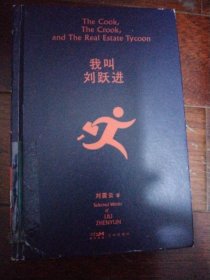 The Cook,
The Crook,
and The Real Estate Tycoon
我叫
刘跃进
刘震云 著
Selected Works
of
LIU
ZHENYUN